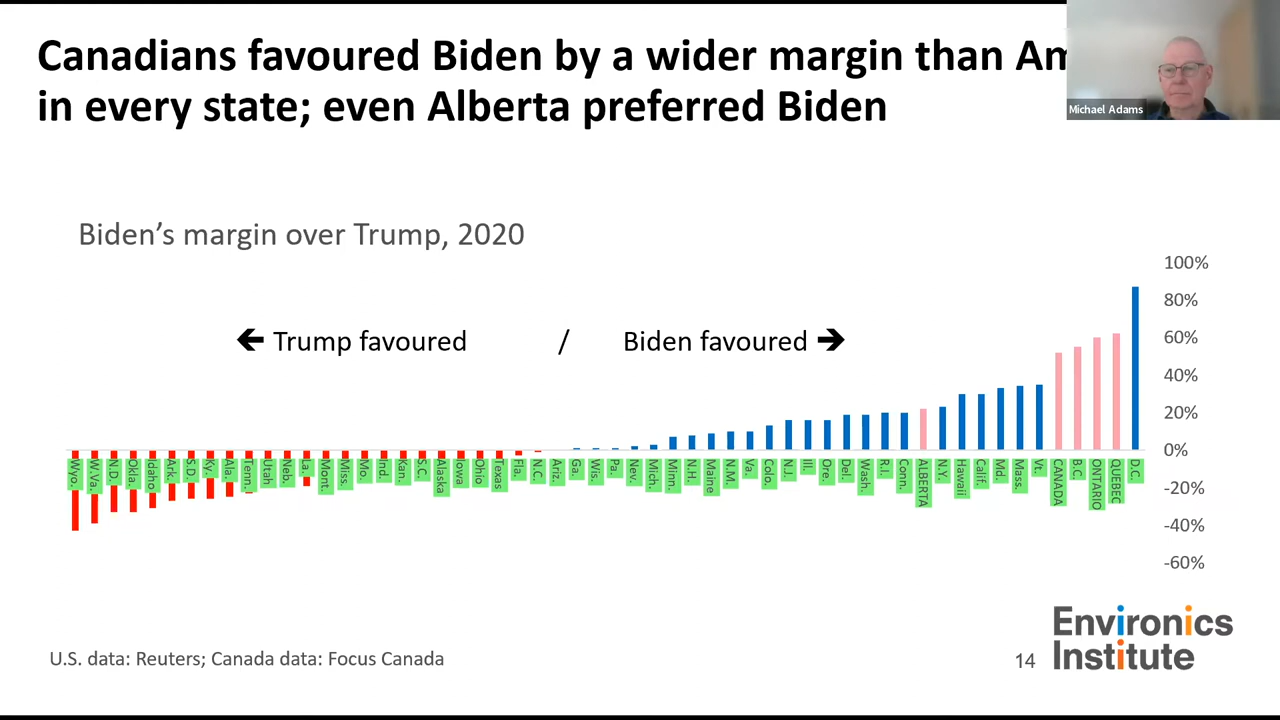 Canadians favoured Biden by a wider margin than Am
in every state; even Alberta preferred Biden
Michael Adams
Biden’s margin over Trump, 2020
100%
80%
60%
🡰 Trump favoured / Biden favoured 🡲
40%
20%
0%
-20%
-40%
-60%
Wyo.
W.Va.
N.D.
Okla.
Idaho
Ark.
S.D.
Ky.
Ala.
Tenn.
Utah
Neb.
La.
Mont.
Miss.
Mo.
Ind.
Kan.
S.C.
Alaska
Iowa
Ohio
Texas
Fla.
N.C.
Ariz.
Ga.
Wis.
Pa.
Nev.
Mich.
Minn.
N.H.
Maine
N.M.
Va.
Colo.
N.J.
Ill.
Ore.
Del.
Wash.
R.I.
Conn.
ALBERTA
N.Y.
Hawaii
Calif.
Md.
Mass.
Vt.
CANADA
B.C.
ONTARIO
QUEBEC
D.C.
U.S. data: Reuters; Canada data: Focus Canada
14
Environics
Institute